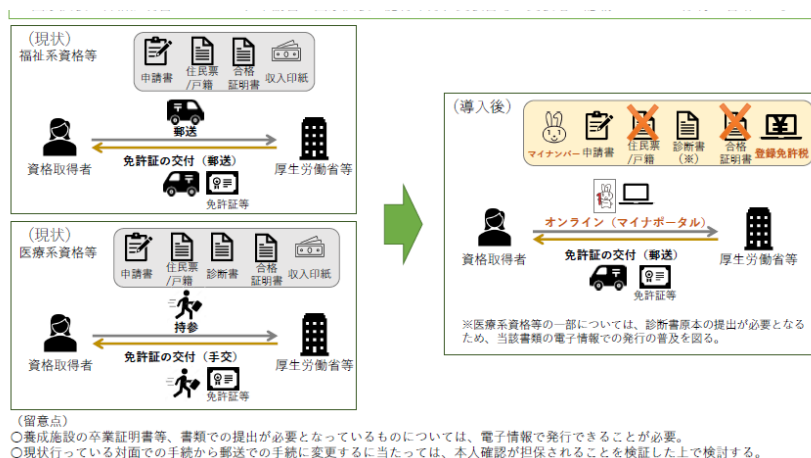 （現状）
福祉系資格等
申請書
住民票
/戸籍
合格
証明書
収入印紙
郵送
資格取得者
免許証の交付（郵送）
厚生労働省等
免許証等
（現状）
医療系資格等
申請書
住民票
/戸籍
診断書
合格
証明書
収入印紙
持参
資格取得者
免許証の交付（手交）
厚生労働省等
免許証等
（導入後）
マイナンバー
申請書
住民票
/戸籍
診断書
（※）
合格
証明書
登録免許税
オンライン（マイナポータル）
資格取得者
免許証の交付（郵送）
厚生労働省等
免許証等
※医療系資格等の一部については、診断書原本の提出が必要となる
ため、当該書類の電子情報での発行の普及を図る。
（留意点）
○養成施設の卒業証明書等、書類での提出が必要となっているものについては、電子情報で発行できることが必要。
○現状行っている対面での手続から郵送での手続に変更するに当たっては、本人確認が担保されることを検証した上で検討する。